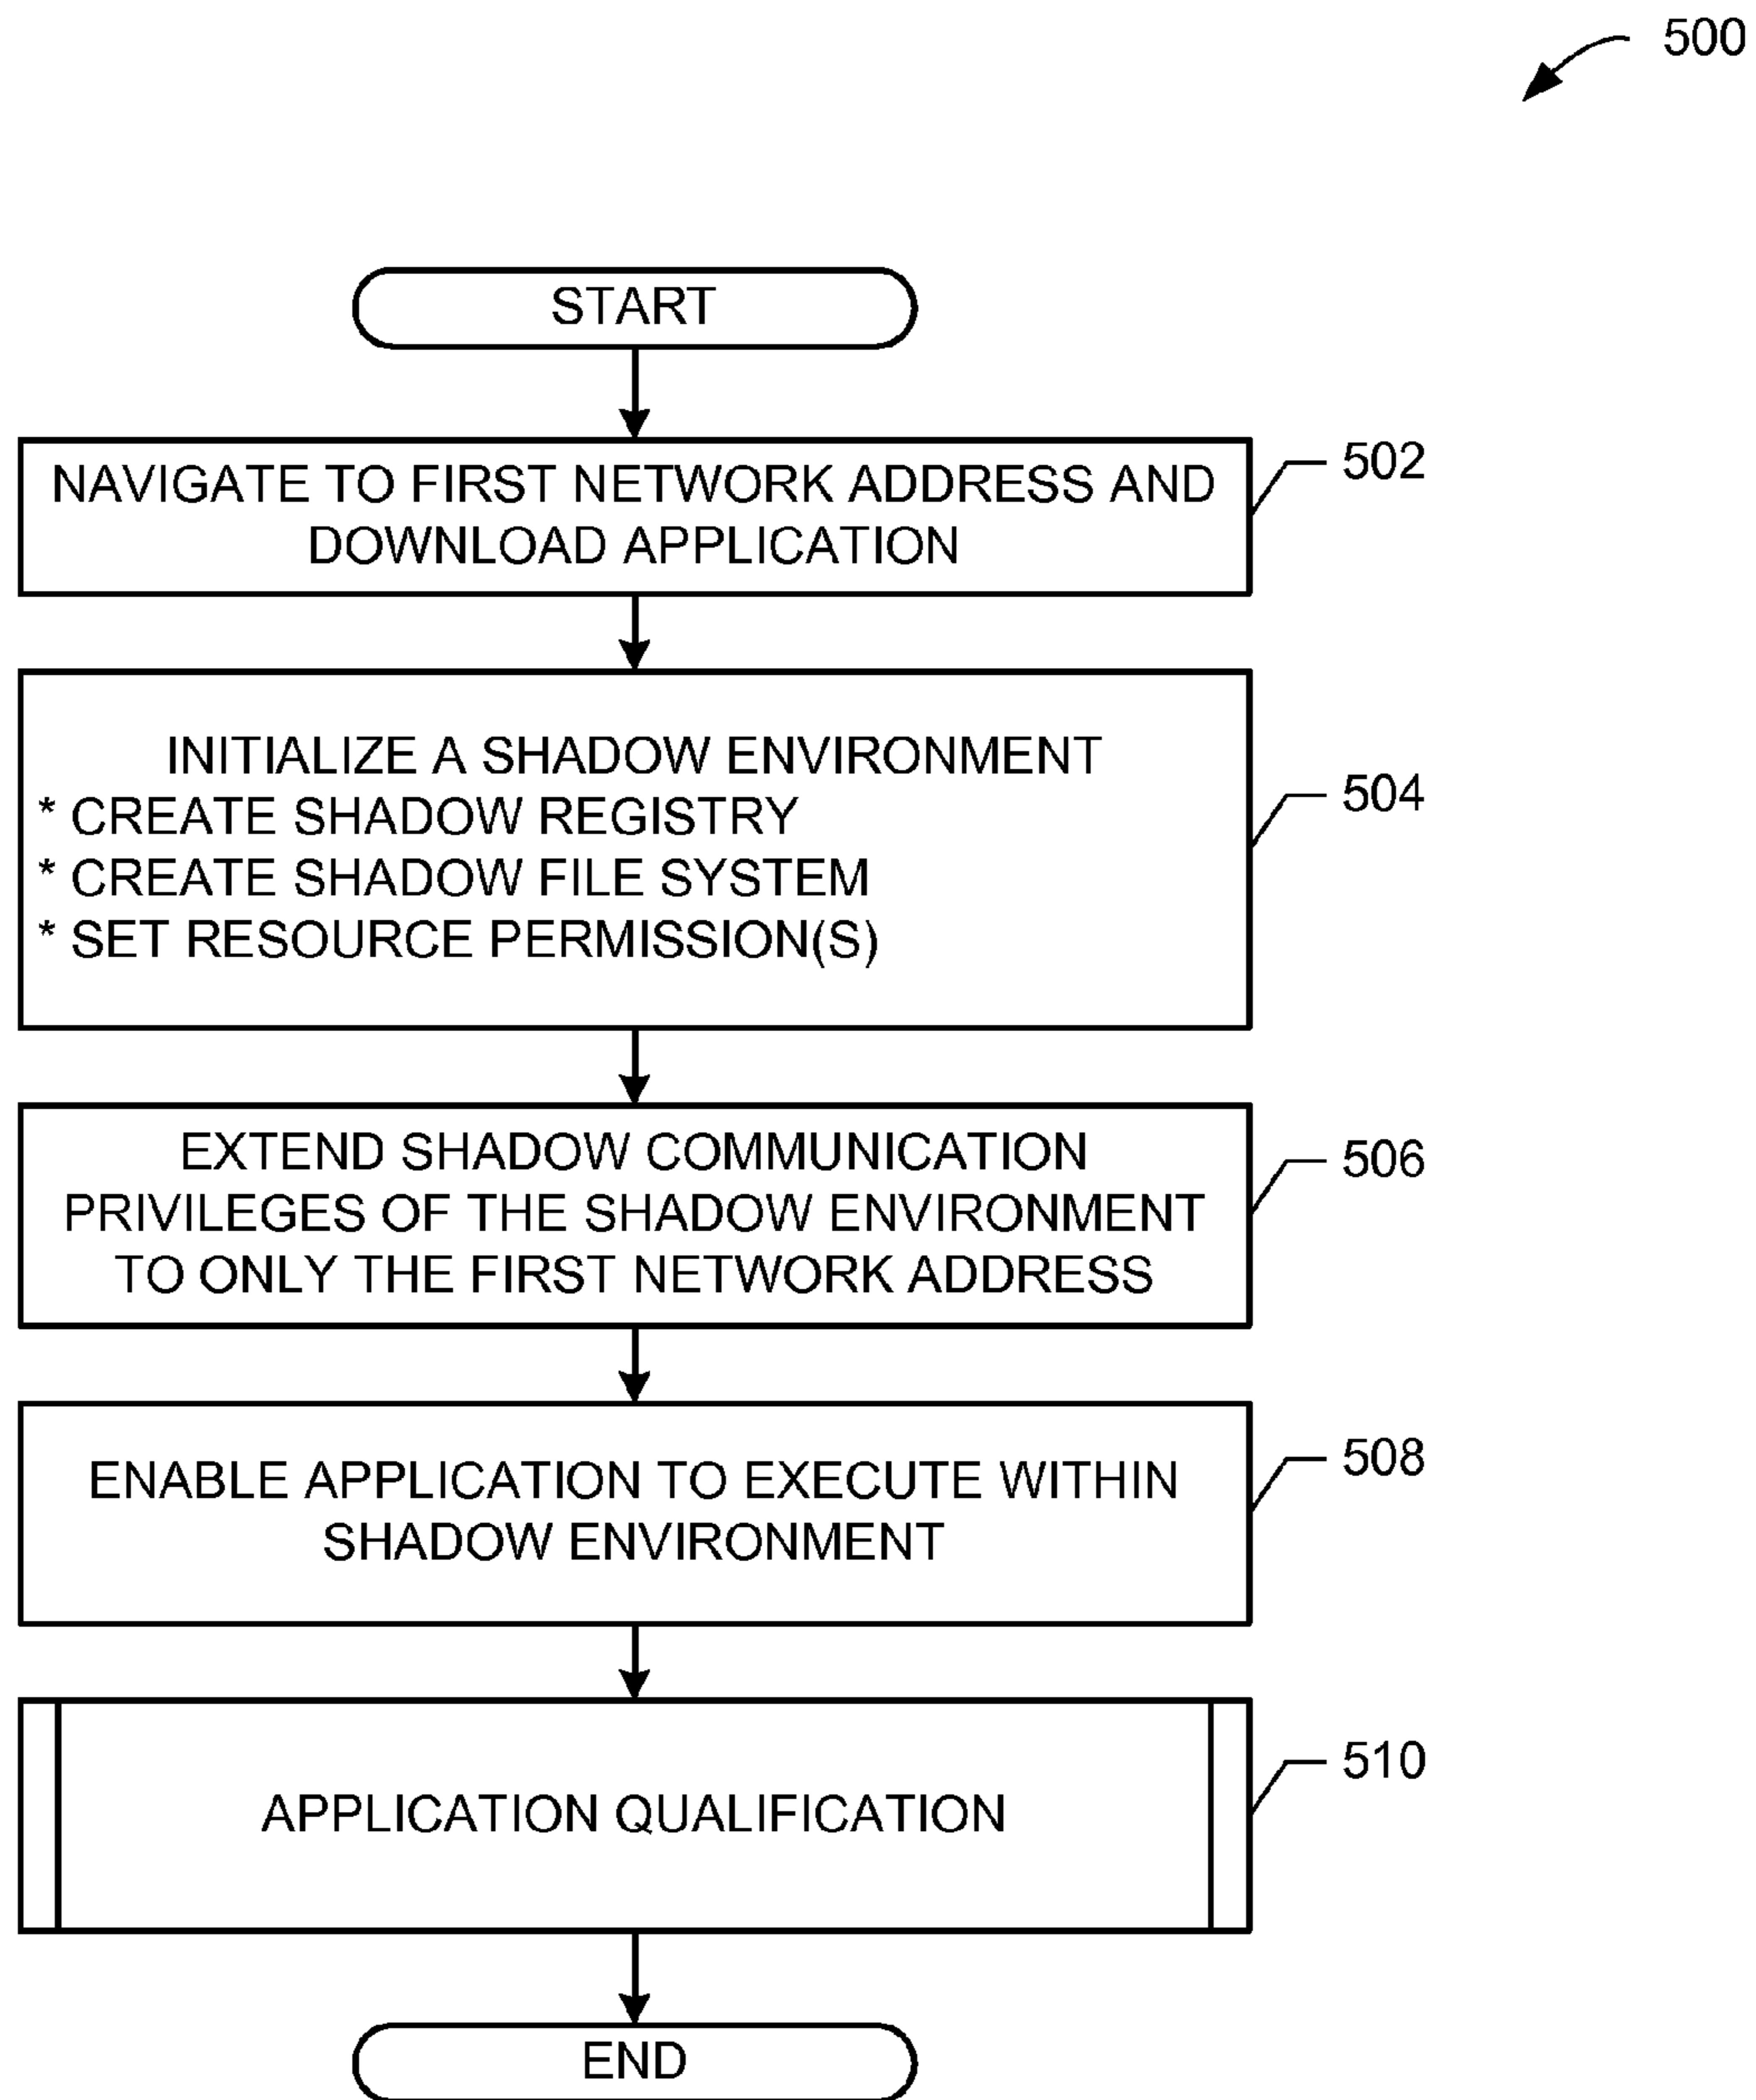 500
START
NAVIGATE TO FIRST NETWORK ADDRESS AND
DOWNLOAD APPLICATION
502
INITIALIZE A SHADOW ENVIRONMENT
* CREATE SHADOW REGISTRY
* CREATE SHADOW FILE SYSTEM
* SET RESOURCE PERMISSION(S)
504
EXTEND SHADOW COMMUNICATION
PRIVILEGES OF THE SHADOW ENVIRONMENT
TO ONLY THE FIRST NETWORK ADDRESS
506
ENABLE APPLICATION TO EXECUTE WITHIN
SHADOW ENVIRONMENT
508
APPLICATION QUALIFICATION
510
END